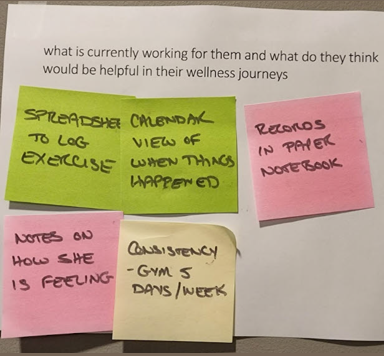 what is currently working for them and what do they think
would be helpful in their wellness journeys
SPREADSHEE
TO LOG
EXERCISE
CALENDAR
VIEW OF
WHEN THINGS
HAPPENED
RECORDS
IN PAPER
NOTEBOOK
NOTES ON
HOW SHE
IS FEELING
CONSISTENCY
- GYM 5
DAYS/WEEK